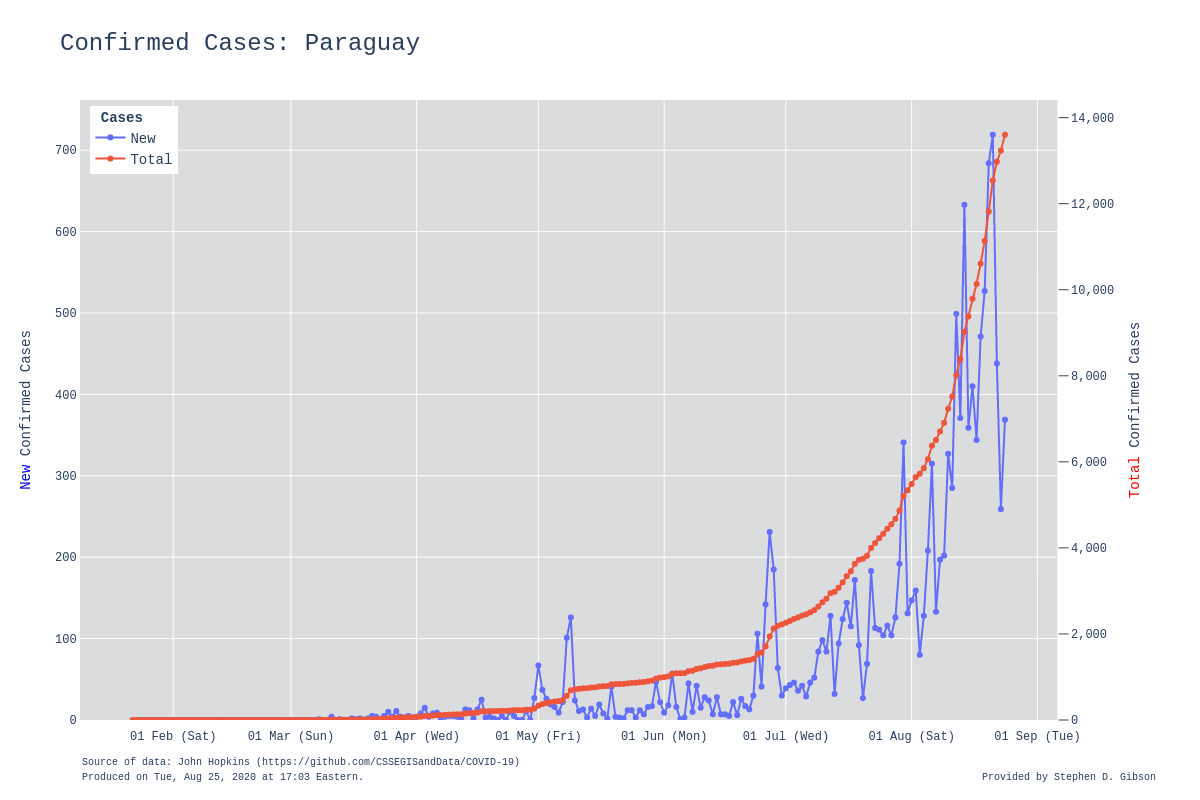 Confirmed Cases: Paraguay
Cases
New
Total
700
600
500
400
300
200
100
0
14,000
12,000
10,000
8,000
6,000
4,000
2,000
0
New Confirmed Cases
Total Confirmed Cases
01 Feb (Sat)
01 Mar (Sun)
01 Apr (Wed)
01 May (Fri)
01 Jun (Mon)
01 Jul (Wed)
01 Aug (Sat)
01 Sep (Tue)
Source of data: John Hopkins (https://github.com/CSSEGISandData/COVID-19)
Produced on Tue, Aug 25, 2020 at 17:03 Eastern.
Provided by Stephen D. Gibson